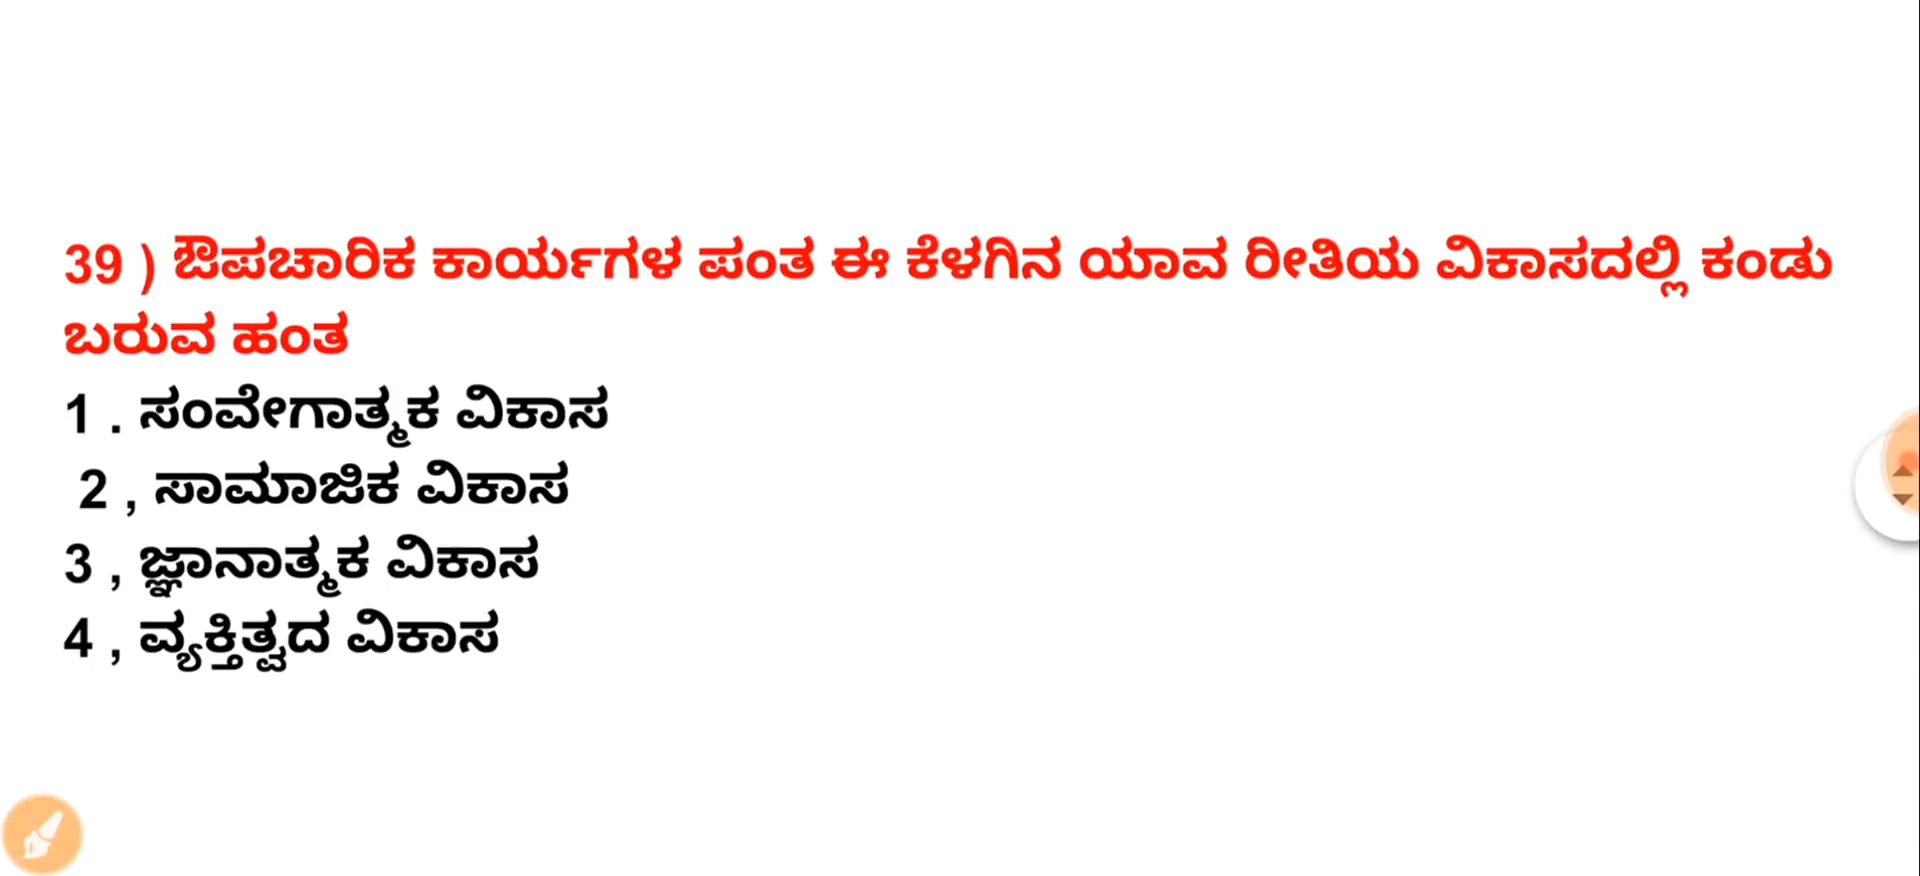 39 ) ಔಪಚಾರಿಕ ಕಾರ್ಯಗಳ ಪಂತ ಈ ಕೆಳಗಿನ ಯಾವ ರೀತಿಯ ವಿಕಾಸದಲ್ಲಿ ಕಂಡು
ಬರುವ ಹಂತ
1 . ಸಂವೇಗಾತ್ಮಕ ವಿಕಾಸ
2 , ಸಾಮಾಜಿಕ ವಿಕಾಸ
3 , ಜ್ಞಾನಾತ್ಮಕ ವಿಕಾಸ
4 , ವ್ಯಕ್ತಿತ್ವದ ವಿಕಾಸ